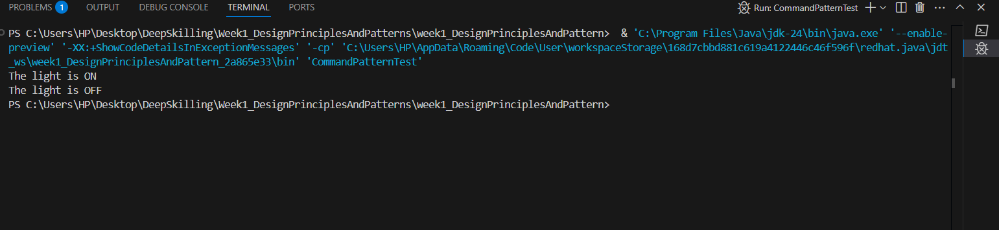 PROBLEMS 1 OUTPUT DEBUG CONSOLE TERMINAL PORTS Run: CommandPatternTest
PS C:\Users\HP\Desktop\DeepSkilling\Week1_DesignPrinciplesAndPatterns\week1_DesignPrinciplesAndPattern> & 'C:\Program Files\Java\jdk-24\bin\java.exe' '--enable-
preview' '-XX:+ShowCodeDetailsInExceptionMessages' '-cp' 'C:\Users\HP\AppData\Roaming\Code\User\workspaceStorage\168d7cbbd881c619a4122446c46f596f\redhat.java\jdt
_ws\week1_DesignPrinciplesAndPattern_2a865e33\bin' 'CommandPatternTest'
The light is ON
The light is OFF
PS C:\Users\HP\Desktop\DeepSkilling\Week1_DesignPrinciplesAndPatterns\week1_DesignPrinciplesAndPattern>